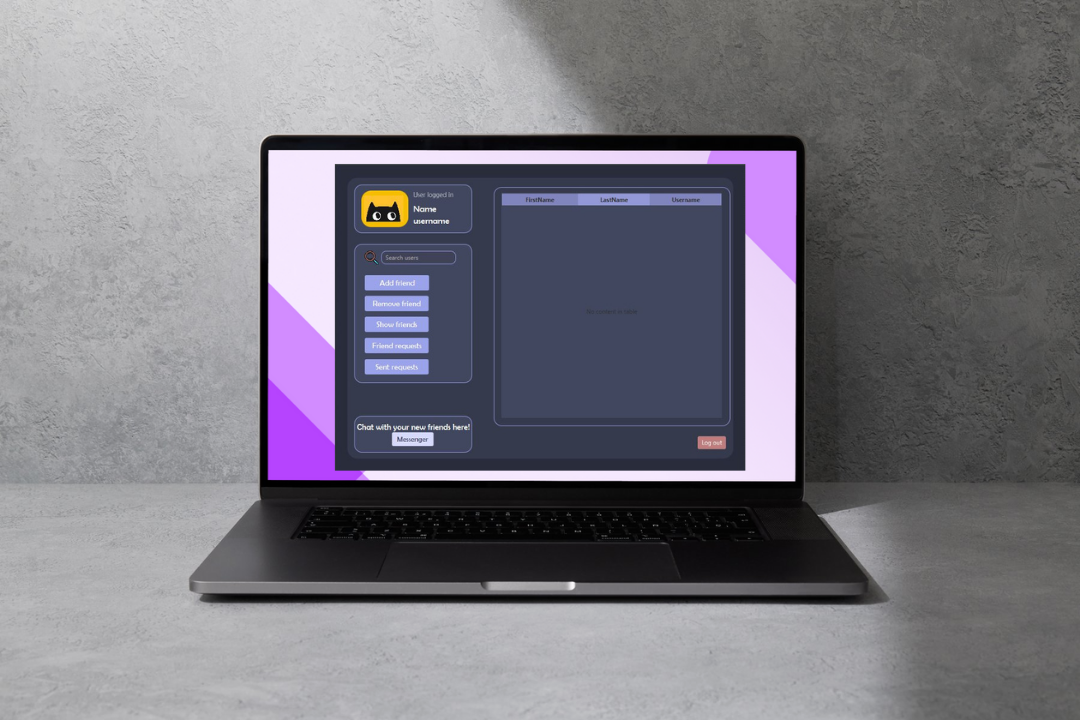 User logged in
Name
username
Search users
Add friend
Remove friend
Show friends
Friend requests
Sent requests
Chat with your new friends here!
Messenger
FirstName LastName Username
No content in table
Log out